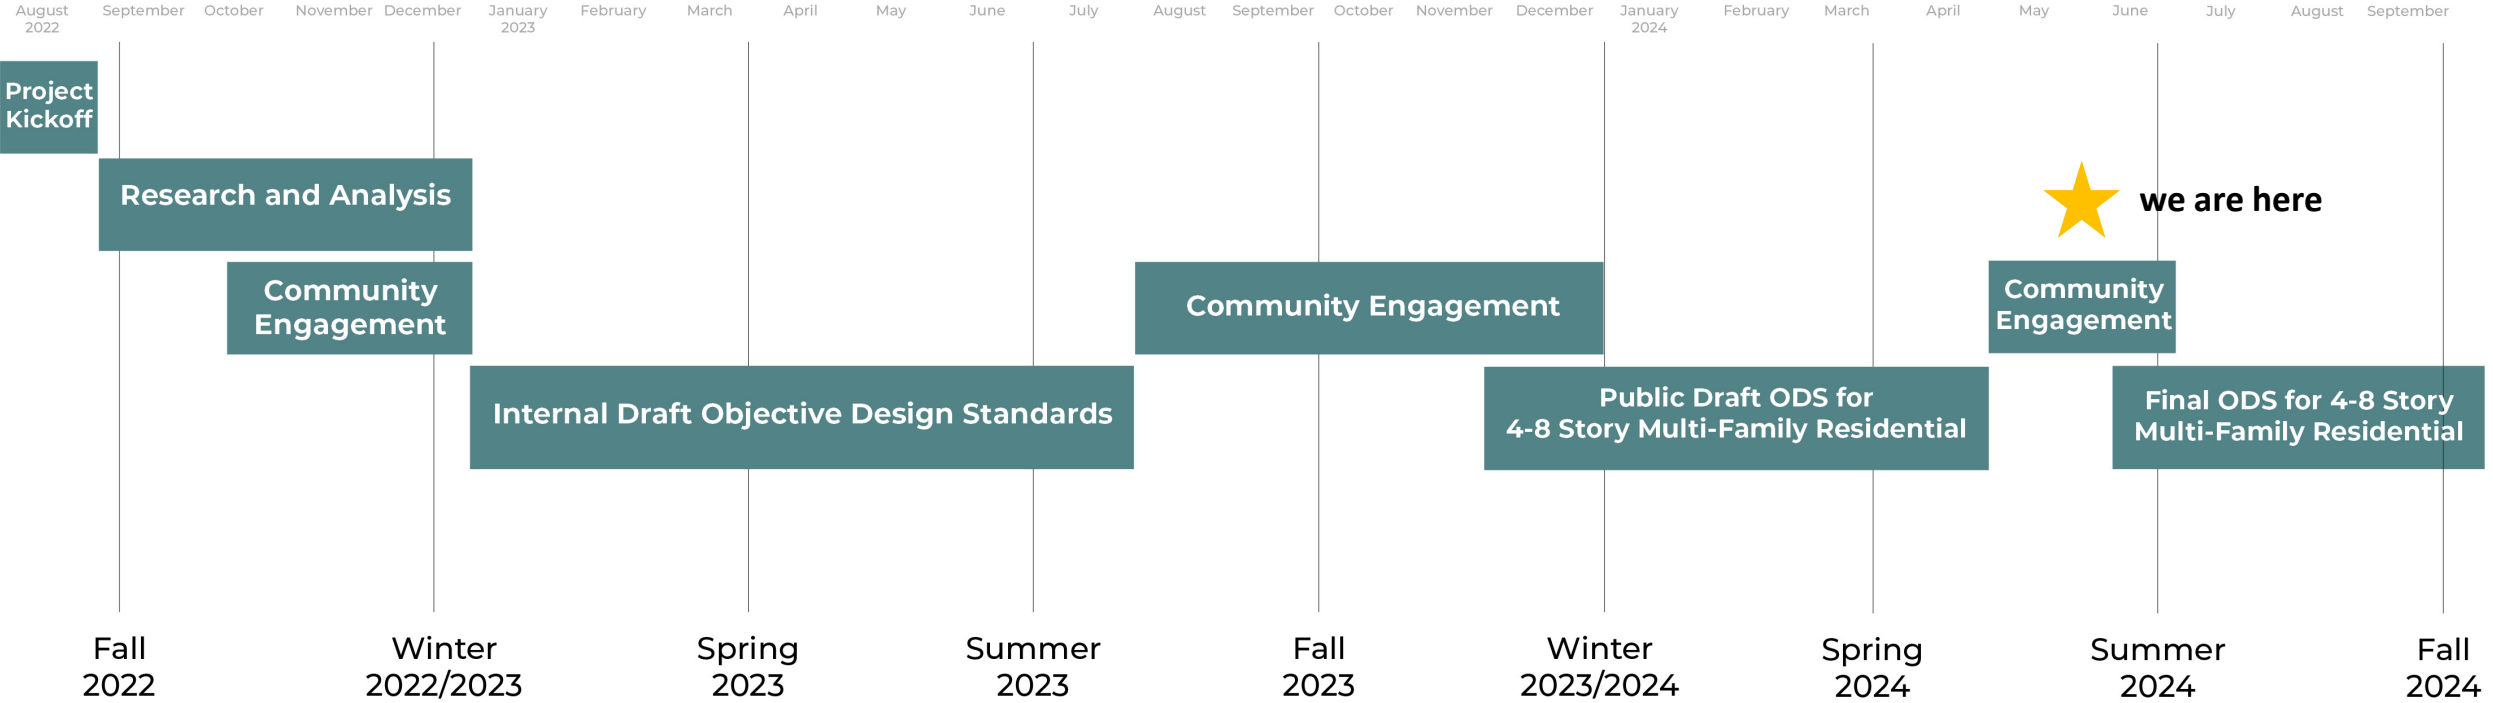 August September October November December January February March April May June July August September October November December January February March April May June July August September
2022 2023 2024
Project
Kickoff
Research and Analysis
we are here
Community
Engagement
Community Engagement
Community
Engagement
Internal Draft Objective Design Standards
Public Draft ODS for
4-8 Story Multi-Family Residential
Final ODS for 4-8 Story
Multi-Family Residential
Fall
2022
Winter
2022/2023
Spring
2023
Summer
2023
Fall
2023
Winter
2023/2024
Spring
2024
Summer
2024
Fall
2024